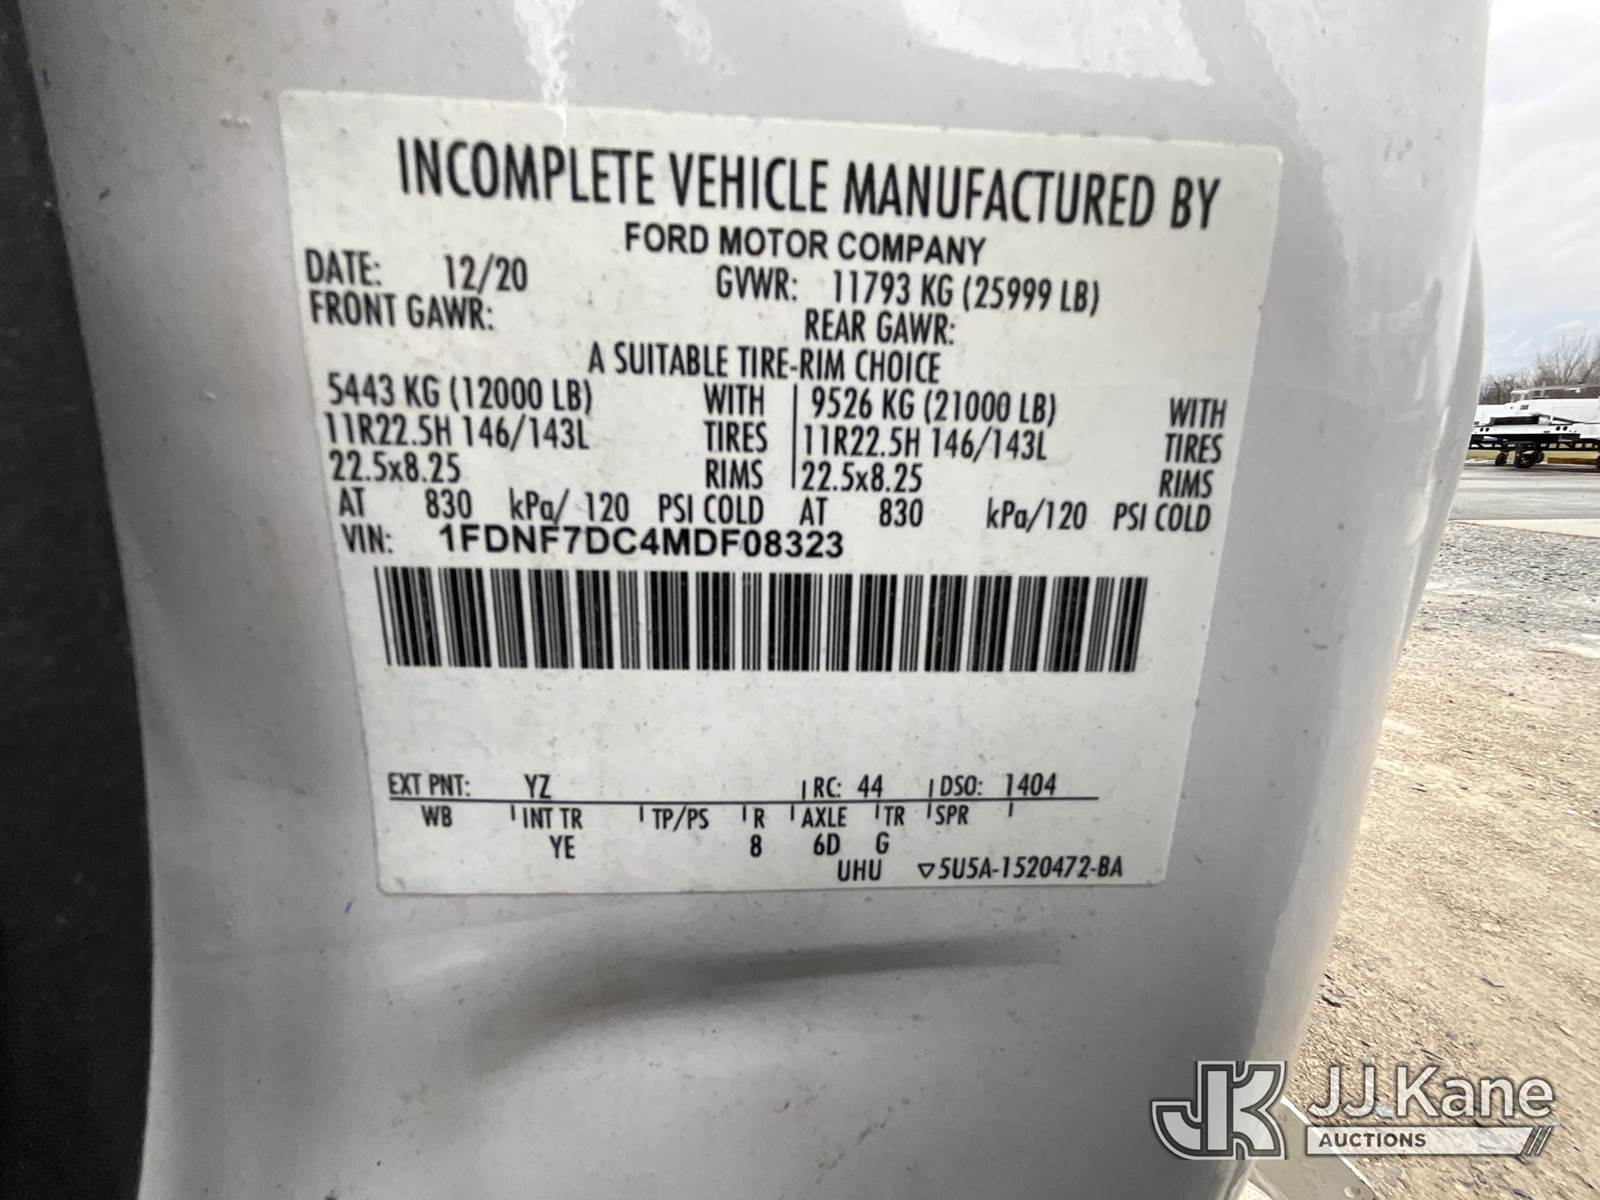 INCOMPLETE VEHICLE MANUFACTURED BY
FORD MOTOR COMPANY
DATE: 12/20 GVWR: 11793 KG (25999 LB)
FRONT GAWR: REAR GAWR:
A SUITABLE TIRE-RIM CHOICE
5443 KG (12000 LB) WITH 9526 KG (21000 LB) WITH
11R22.5H 146/143L TIRES 11R22.5H 146/143L TIRES
22.5x8.25 RIMS 22.5x8.25 RIMS
AT 830 kPa/ 120 PSI COLD AT 830 kPa/120 PSI COLD
VIN: 1FDNF7DC4MDF08323
EXT PNT: YZ RC: 44 DSO: 1404
WB INT TR TP/PS R AXLE TR SPR
YE 8 6D G
UHU ▽5U5A-1520472-BA
JK JJ.Kane
AUCTIONS